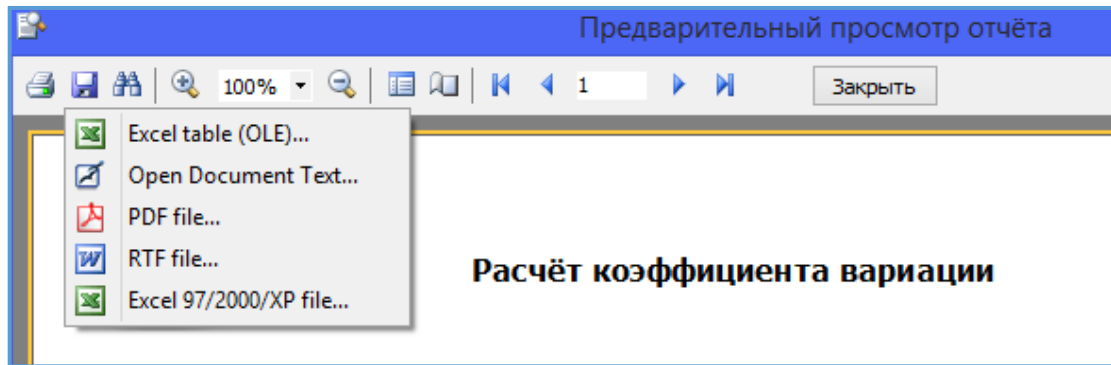 Предварительный просмотр отчёта
100% 1 Закрыть
Excel table (OLE)...
Open Document Text...
PDF file...
RTF file...
Расчёт коэффициента вариации
Excel 97/2000/XP file...